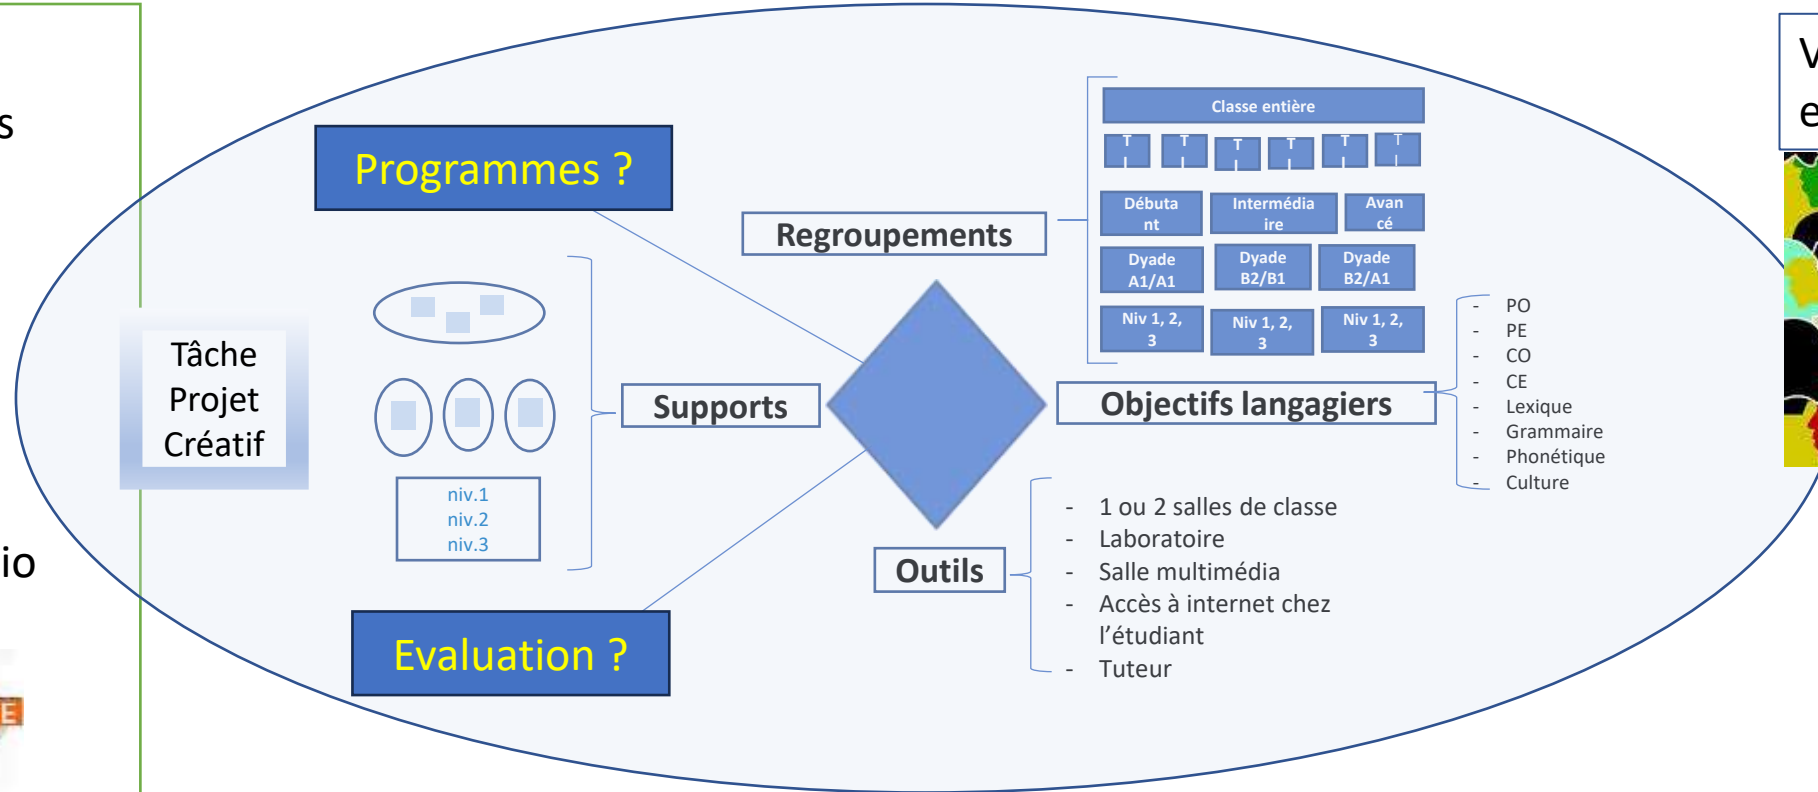 s
io
E
Tâche
Projet
Créatif
Programmes ?
Supports
niv.1
niv.2
niv.3
Evaluation ?
Regroupements
Classe entière
T T T T T T
I I I I I I
Débuta
nt
Intermédia
ire
Avan
cé
Dyade
A1/A1
Dyade
B2/B1
Dyade
B2/A1
Niv 1, 2,
3
Niv 1, 2,
3
Niv 1, 2,
3
Objectifs langagiers
- PO
- PE
- CO
- CE
- Lexique
- Grammaire
- Phonétique
- Culture
Outils
- 1 ou 2 salles de classe
- Laboratoire
- Salle multimédia
- Accès à internet chez
l’étudiant
- Tuteur
V
e